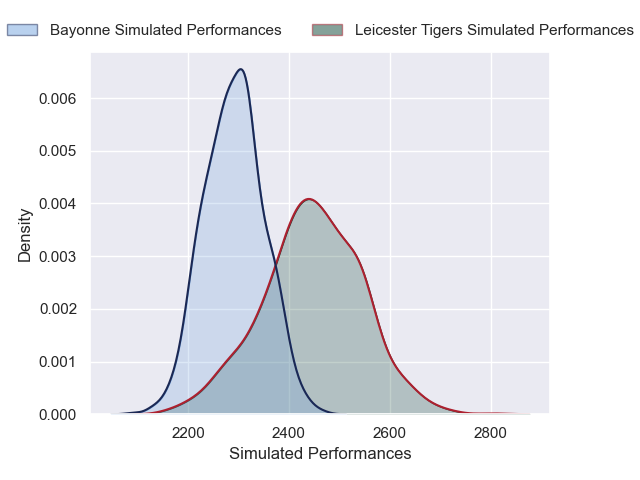 Bayonne Simulated Performances
Leicester Tigers Simulated Performances
0.006
0.005
0.004
0.003
0.002
0.001
0.000
Density
2200 2400 2600 2800
Simulated Performances